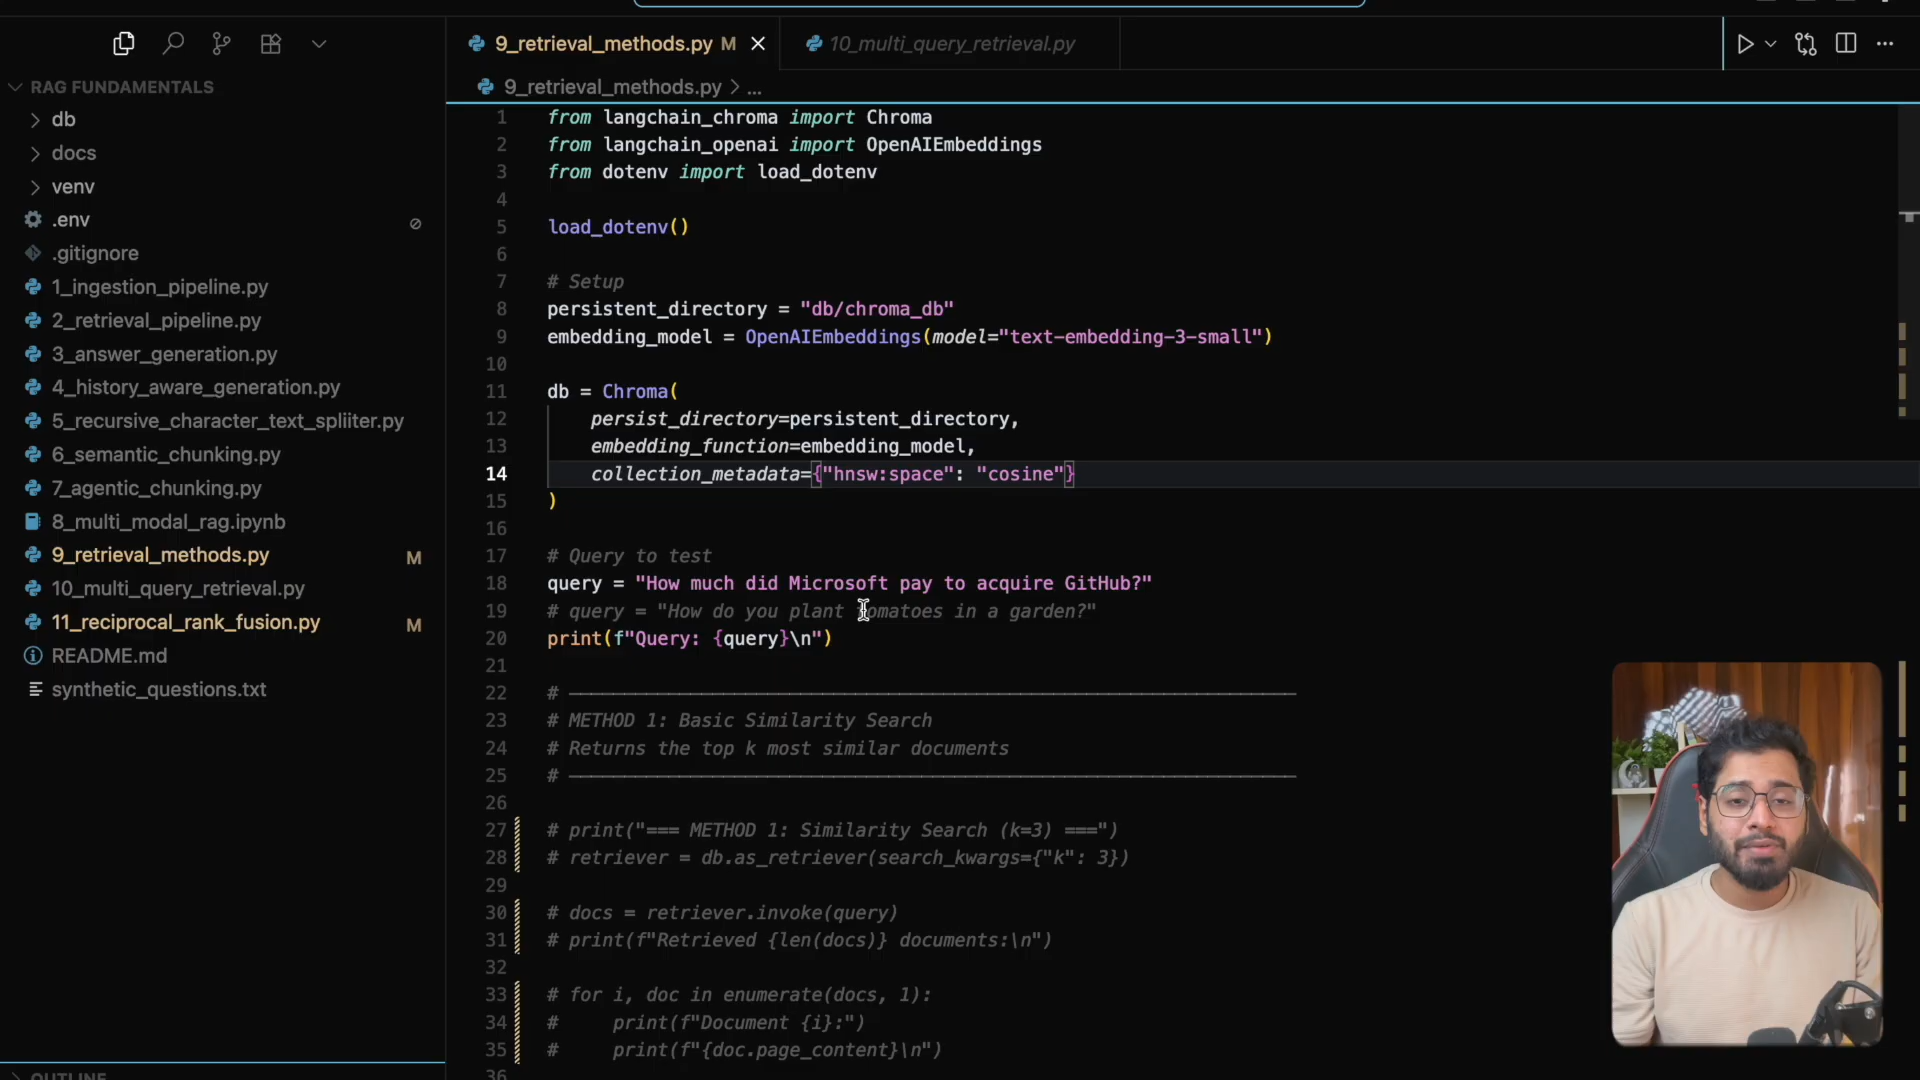 RAG FUNDAMENTALS
db
docs
venv
.env
.gitignore
1_ingestion_pipeline.py
2_retrieval_pipeline.py
3_answer_generation.py
4_history_aware_generation.py
5_recursive_character_text_spliiter.py
6_semantic_chunking.py
7_agentic_chunking.py
8_multi_modal_rag.ipynb
9_retrieval_methods.py M
10_multi_query_retrieval.py
11_reciprocal_rank_fusion.py M
README.md
synthetic_questions.txt
OUTLINE
9_retrieval_methods.py M
10_multi_query_retrieval.py
9_retrieval_methods.py > ...
1 from langchain_chroma import Chroma
2 from langchain_openai import OpenAIEmbeddings
3 from dotenv import load_dotenv
4
5 load_dotenv()
6
7 # Setup
8 persistent_directory = "db/chroma_db"
9 embedding_model = OpenAIEmbeddings(model="text-embedding-3-small")
10
11 db = Chroma(
12     persist_directory=persistent_directory,
13     embedding_function=embedding_model,
14     collection_metadata={"hnsw:space": "cosine"}
15 )
16
17 # Query to test
18 query = "How much did Microsoft pay to acquire GitHub?"
19 # query = "How do you plant tomatoes in a garden?"
20 print(f"Query: {query}\n")
21
22 # ──────────────────────────────────────────────────────────────────
23 # METHOD 1: Basic Similarity Search
24 # Returns the top k most similar documents
25 # ──────────────────────────────────────────────────────────────────
26
27 # print("=== METHOD 1: Similarity Search (k=3) ===")
28 # retriever = db.as_retriever(search_kwargs={"k": 3})
29
30 # docs = retriever.invoke(query)
31 # print(f"Retrieved {len(docs)} documents:\n")
32
33 # for i, doc in enumerate(docs, 1):
34 #     print(f"Document {i}:")
35 #     print(f"{doc.page_content}\n")
36